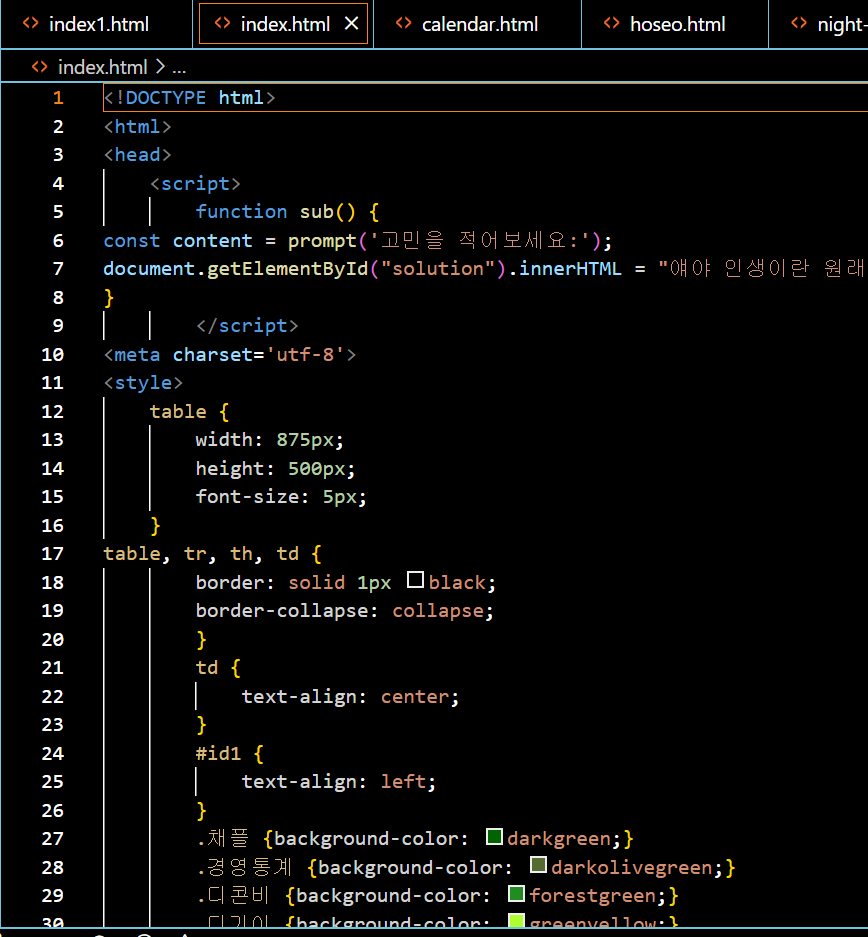 index1.html index.html calendar.html hoseo.html night-
index.html > ...
1 <!DOCTYPE html>
2 <html>
3 <head>
4 <script>
5 function sub() {
6 const content = prompt('고민을 적어보세요:');
7 document.getElementById("solution").innerHTML = "얘야 인생이란 원래
8 }
9 </script>
10 <meta charset='utf-8'>
11 <style>
12 table {
13 width: 875px;
14 height: 500px;
15 font-size: 5px;
16 }
17 table, tr, th, td {
18 border: solid 1px black;
19 border-collapse: collapse;
20 }
21 td {
22 text-align: center;
23 }
24 #id1 {
25 text-align: left;
26 }
27 .채플 {background-color: darkgreen;}
28 .경영통계 {background-color: darkolivegreen;}
29 .디콘비 {background-color: forestgreen;}
30 {background-color: greenyellow;}